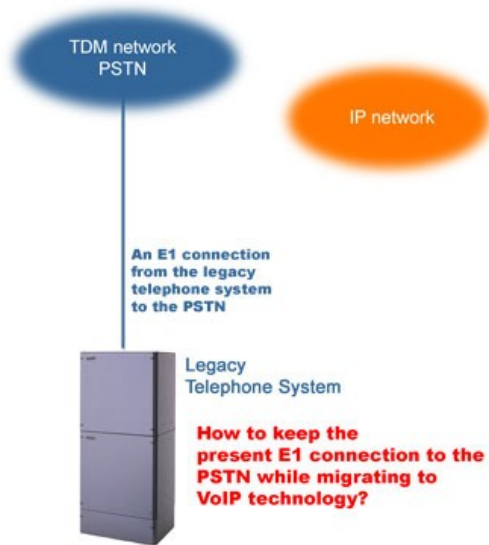 TDM network
PSTN
IP network
An E1 connection
from the legacy
telephone system
to the PSTN
Legacy
Telephone System
How to keep the
present E1 connection to the
PSTN while migrating to
VoIP technology?